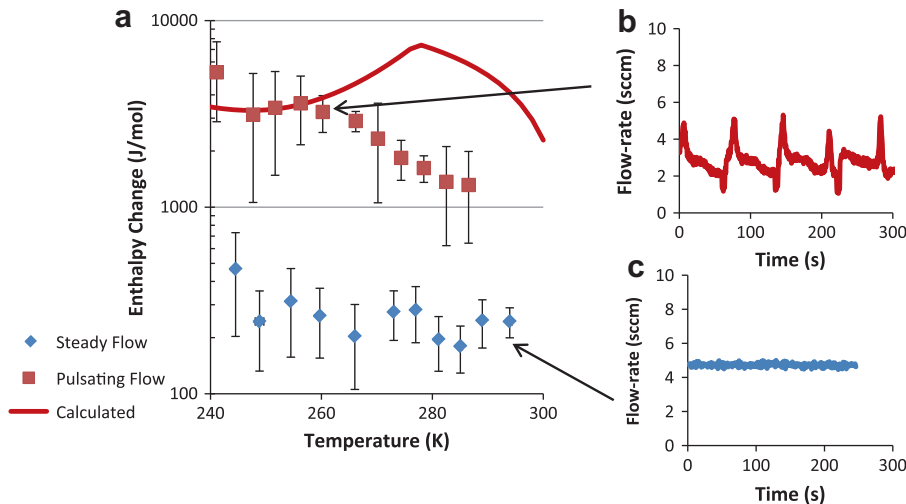 a
10000
1000
100
Enthalpy Change (J/mol)
240
260
280
300
Temperature (K)
Steady Flow
Pulsating Flow
Calculated
b
10
8
6
4
2
0
Flow-rate (sccm)
0
100
200
300
Time (s)
c
10
8
6
4
2
0
Flow-rate (sccm)
0
100
200
300
Time (s)